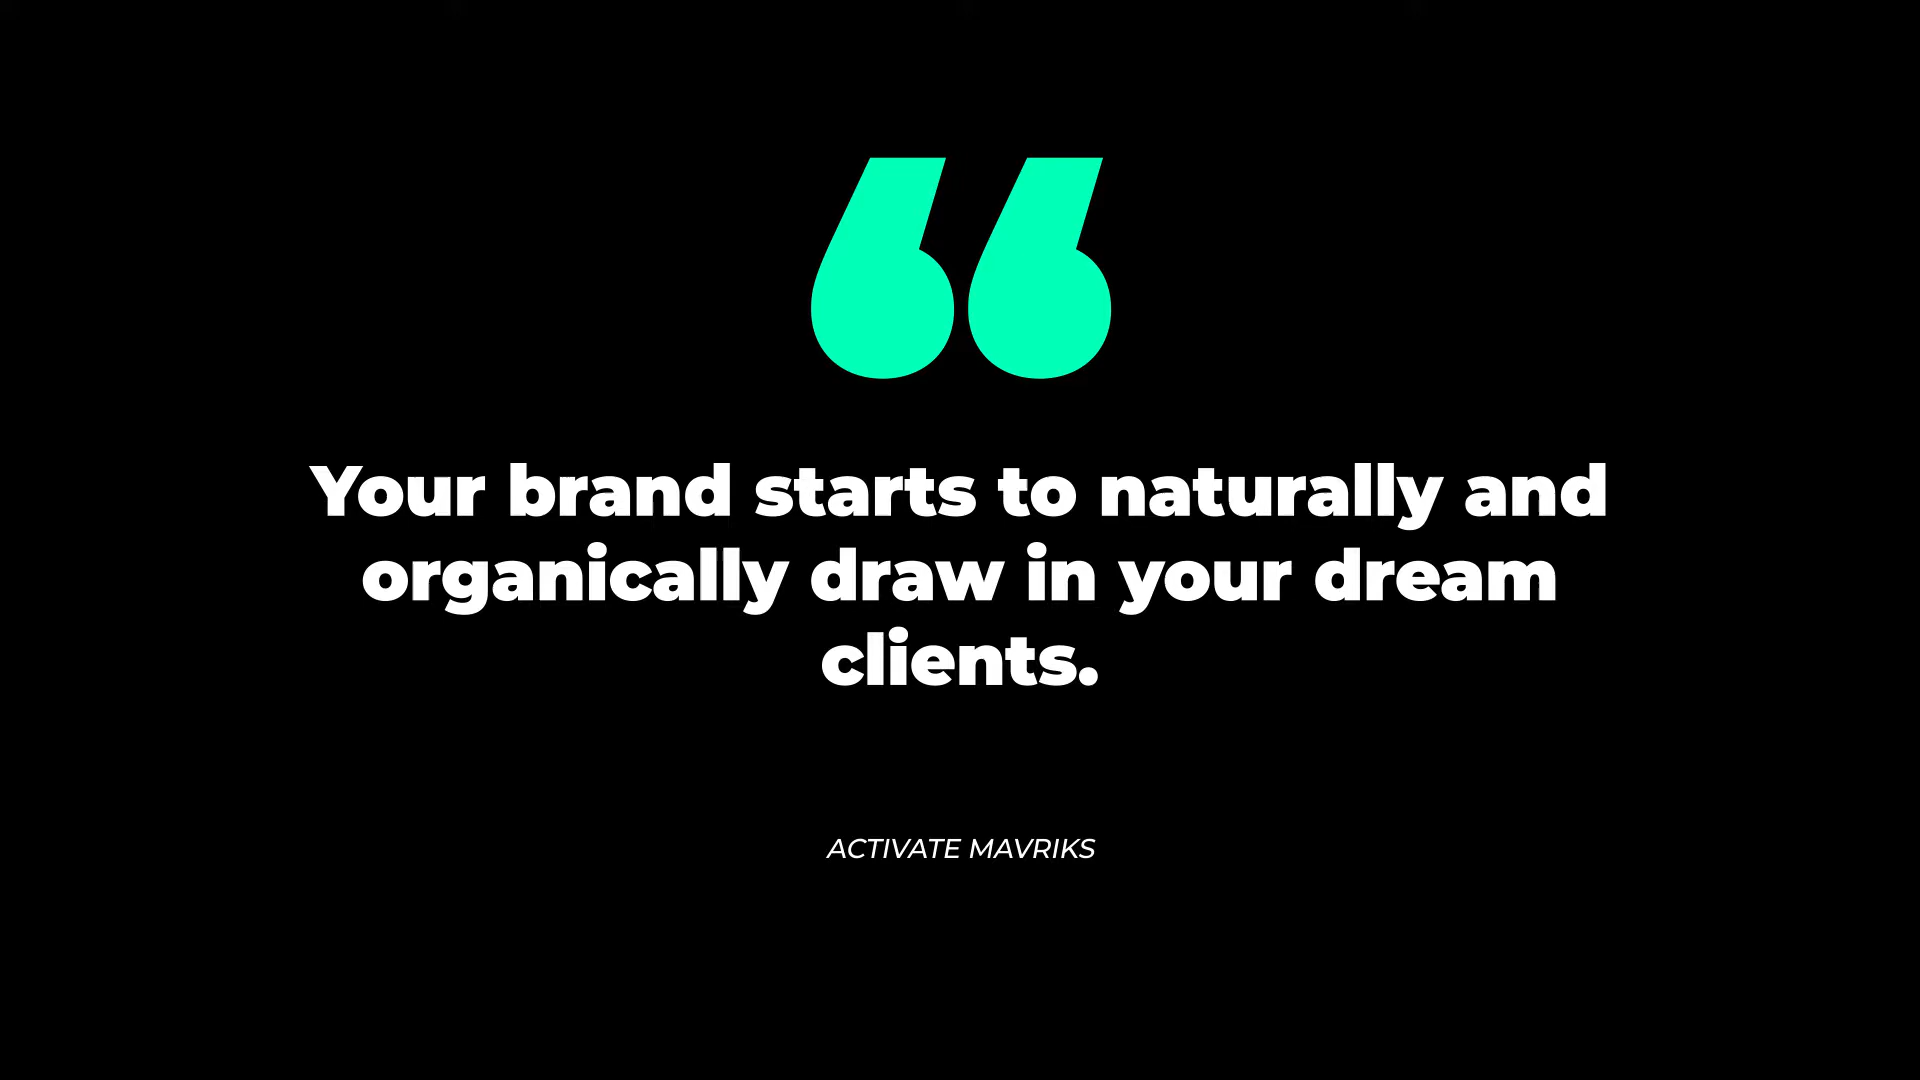 “
Your brand starts to naturally and
organically draw in your dream
clients.
ACTIVATE MAVRIKS